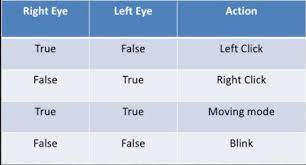 Right Eye Left Eye Action
True False Left Click
False True Right Click
True True Moving mode
False False Blink